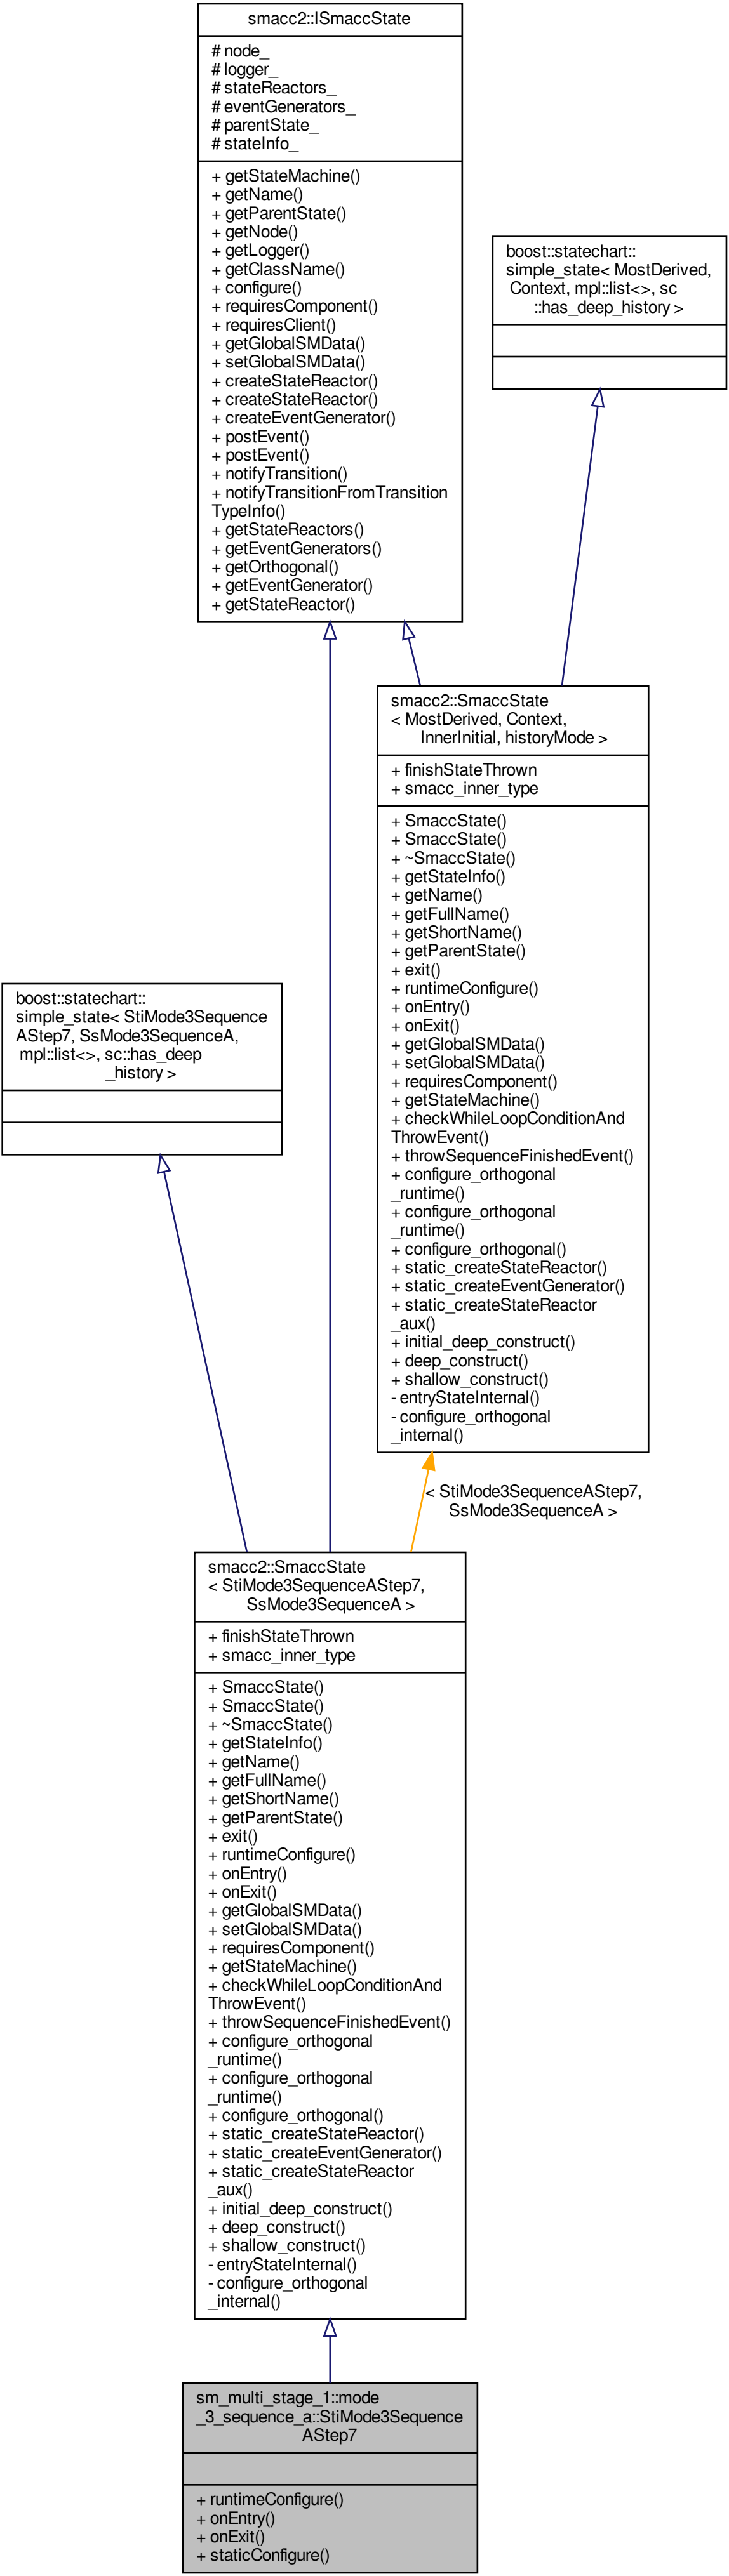 smacc2::ISmaccState
# node_
# logger_
# stateReactors_
# eventGenerators_
# parentState_
# stateInfo_
+ getStateMachine()
+ getName()
+ getParentState()
+ getNode()
+ getLogger()
+ getClassName()
+ configure()
+ requiresComponent()
+ requiresClient()
+ getGlobalSMData()
+ setGlobalSMData()
+ createStateReactor()
+ createStateReactor()
+ createEventGenerator()
+ postEvent()
+ postEvent()
+ notifyTransition()
+ notifyTransitionFromTransition
TypeInfo()
+ getStateReactors()
+ getEventGenerators()
+ getOrthogonal()
+ getEventGenerator()
+ getStateReactor()
boost::statechart::
simple_state< MostDerived,
Context, mpl::list<>, sc
::has_deep_history >
smacc2::SmaccState
< MostDerived, Context,
InnerInitial, historyMode >
+ finishStateThrown
+ smacc_inner_type
+ SmaccState()
+ SmaccState()
+ ~SmaccState()
+ getStateInfo()
+ getName()
+ getFullName()
+ getShortName()
+ getParentState()
+ exit()
+ runtimeConfigure()
+ onEntry()
+ onExit()
+ getGlobalSMData()
+ setGlobalSMData()
+ requiresComponent()
+ getStateMachine()
+ checkWhileLoopConditionAnd
ThrowEvent()
+ throwSequenceFinishedEvent()
+ configure_orthogonal
_runtime()
+ configure_orthogonal
_runtime()
+ configure_orthogonal()
+ static_createStateReactor()
+ static_createEventGenerator()
+ static_createStateReactor
_aux()
+ initial_deep_construct()
+ deep_construct()
+ shallow_construct()
- entryStateInternal()
- configure_orthogonal
_internal()
boost::statechart::
simple_state< StiMode3Sequence
AStep7, SsMode3SequenceA,
mpl::list<>, sc::has_deep
_history >
< StiMode3SequenceAStep7,
SsMode3SequenceA >
smacc2::SmaccState
< StiMode3SequenceAStep7,
SsMode3SequenceA >
+ finishStateThrown
+ smacc_inner_type
+ SmaccState()
+ SmaccState()
+ ~SmaccState()
+ getStateInfo()
+ getName()
+ getFullName()
+ getShortName()
+ getParentState()
+ exit()
+ runtimeConfigure()
+ onEntry()
+ onExit()
+ getGlobalSMData()
+ setGlobalSMData()
+ requiresComponent()
+ getStateMachine()
+ checkWhileLoopConditionAnd
ThrowEvent()
+ throwSequenceFinishedEvent()
+ configure_orthogonal
_runtime()
+ configure_orthogonal
_runtime()
+ configure_orthogonal()
+ static_createStateReactor()
+ static_createEventGenerator()
+ static_createStateReactor
_aux()
+ initial_deep_construct()
+ deep_construct()
+ shallow_construct()
- entryStateInternal()
- configure_orthogonal
_internal()
sm_multi_stage_1::mode
_3_sequence_a::StiMode3Sequence
AStep7
+ runtimeConfigure()
+ onEntry()
+ onExit()
+ staticConfigure()